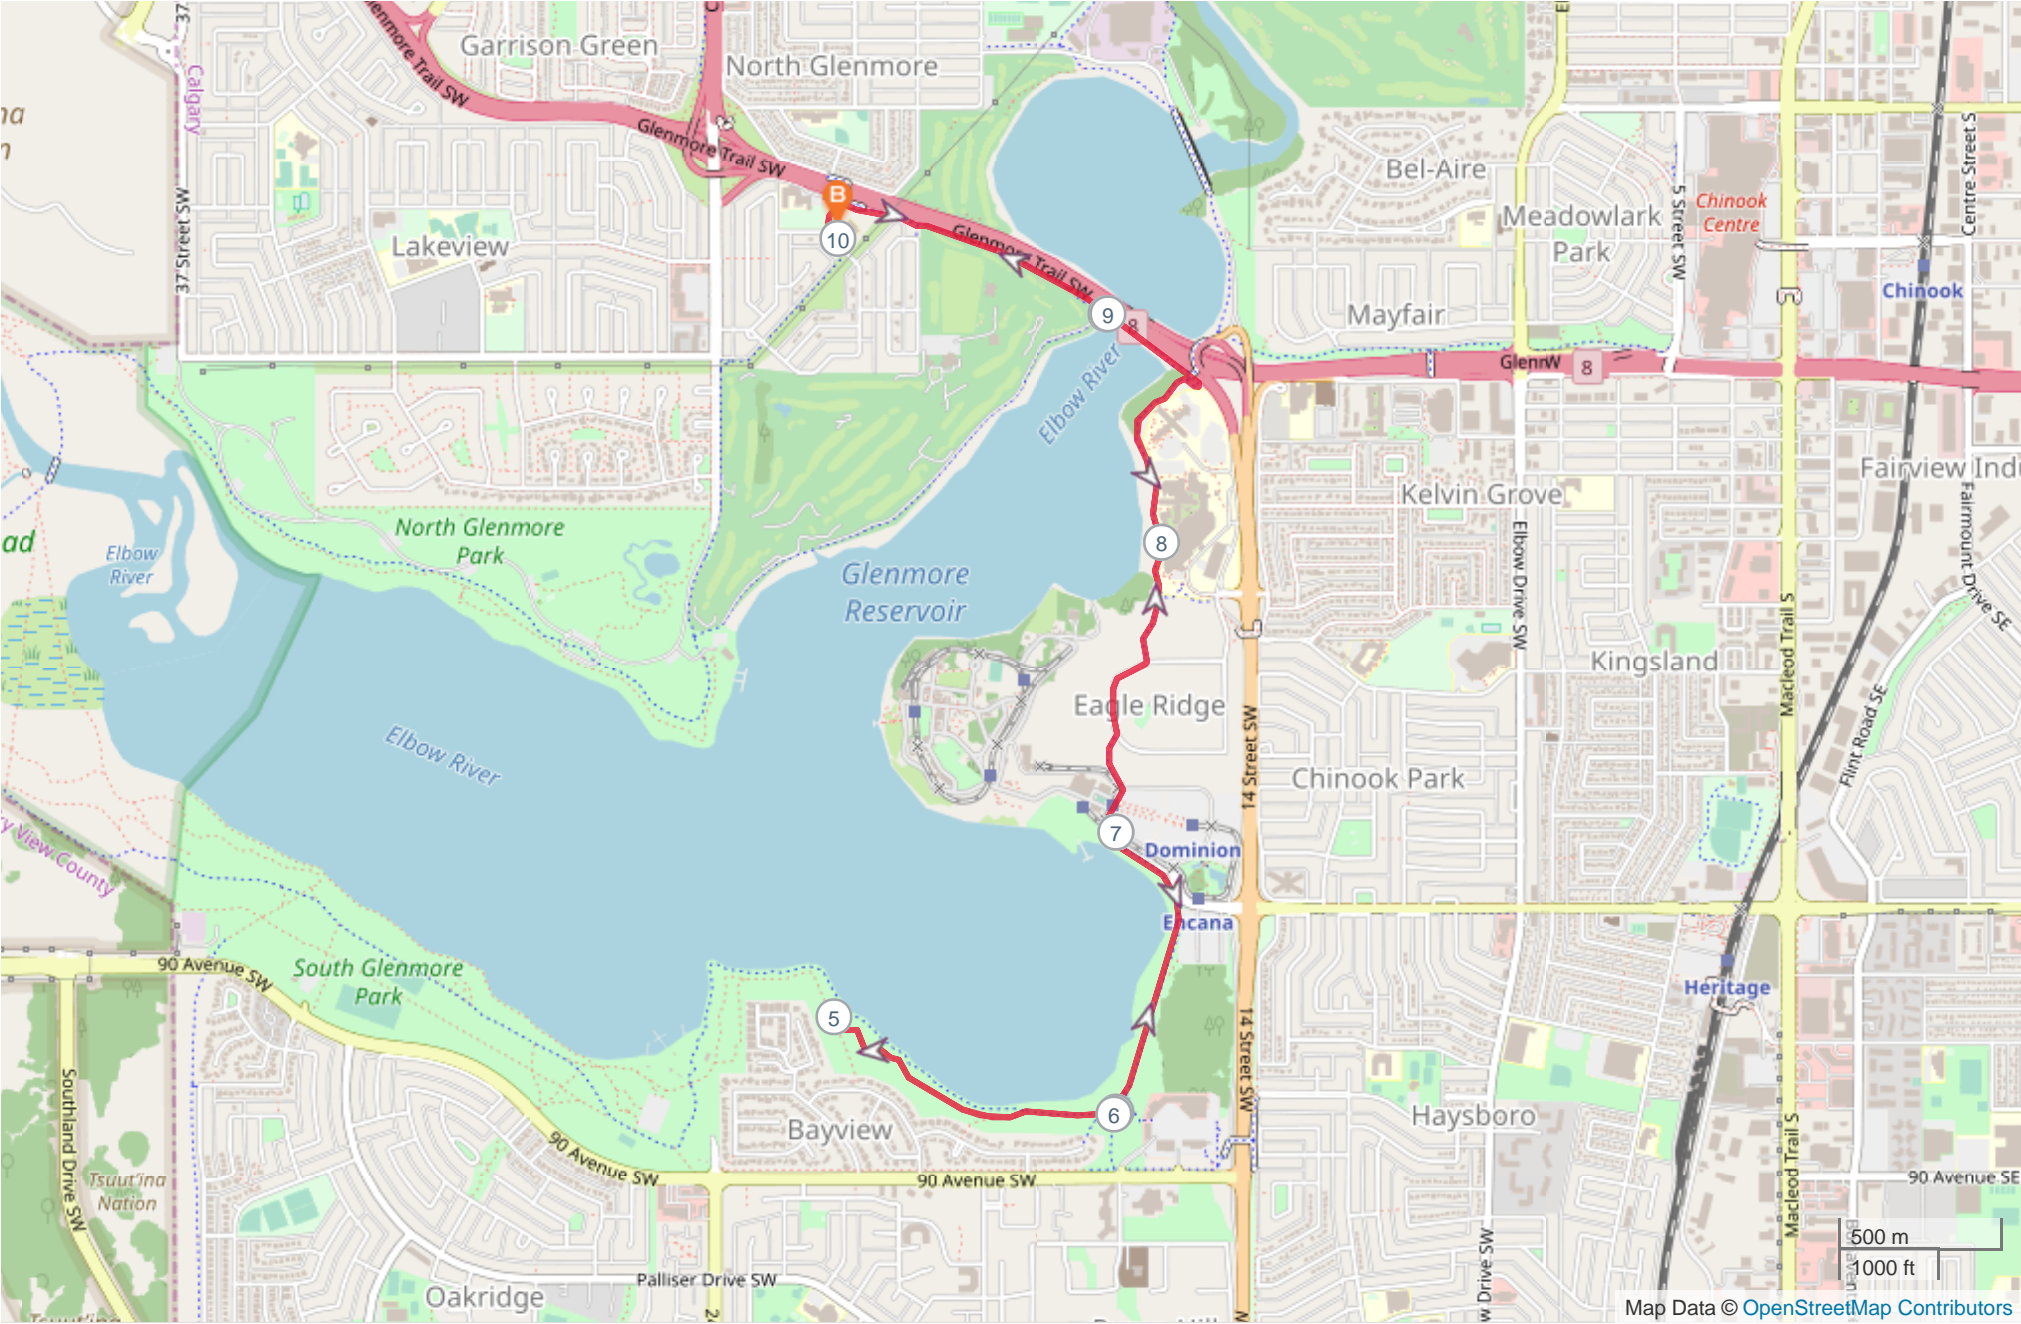 Garrison Green
North Glenmore
Glenmore Trail SW
Glenmore Trail SW
Calgary
37 Street SW
B
10
Lakeview
Glenmore Trail SW
9
8
Elbow River
Bel-Aire
Meadowlark
Park
Mayfair
5 Street SW
Chinook
Centre
Centre Street S
Chinook
8
Kelvin Grove
Elbow Drive SW
Fairmount Drive SE
North Glenmore
Park
Elbow
River
ad
Glenmore
Reservoir
8
Eagle Ridge
Kingsland
Macleod Trail S
Flint Road SE
Elbow River
14 Street SW
Chinook Park
7
Dominion
Encana
Heritage
90 Avenue SW
South Glenmore
Park
5
6
Bayview
14 Street SW
Haysboro
Macleod Trail S
Southland Drive SW
Tsuut'ina
Nation
90 Avenue SW
90 Avenue SW
90 Avenue SE
Palliser Drive SW
Oakridge
500 m
1000 ft
Map Data © OpenStreetMap Contributors